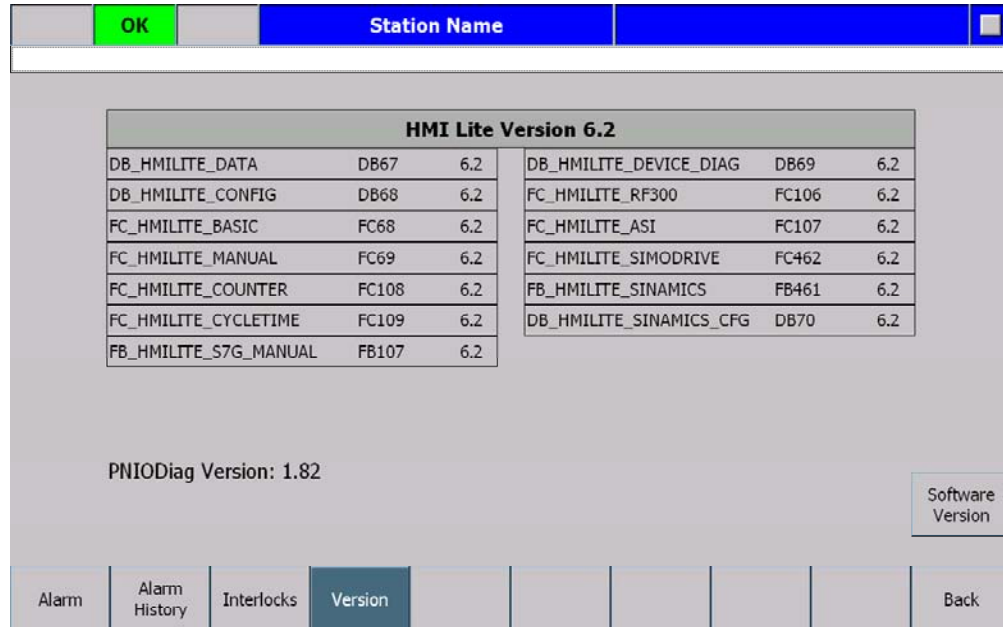 OK Station Name
HMI Lite Version 6.2
DB_HMILITE_DATA DB67 6.2
DB_HMILITE_CONFIG DB68 6.2
FC_HMILITE_BASIC FC68 6.2
FC_HMILITE_MANUAL FC69 6.2
FC_HMILITE_COUNTER FC108 6.2
FC_HMILITE_CYCLETIME FC109 6.2
FB_HMILITE_S7G_MANUAL FB107 6.2
DB_HMILITE_DEVICE_DIAG DB69 6.2
FC_HMILITE_RF300 FC106 6.2
FC_HMILITE_ASI FC107 6.2
FC_HMILITE_SIMODRIVE FC462 6.2
FB_HMILITE_SINAMICS FB461 6.2
DB_HMILITE_SINAMICS_CFG DB70 6.2
PNIODiag Version: 1.82
Software
Version
Alarm
Alarm
History
Interlocks
Version
Back